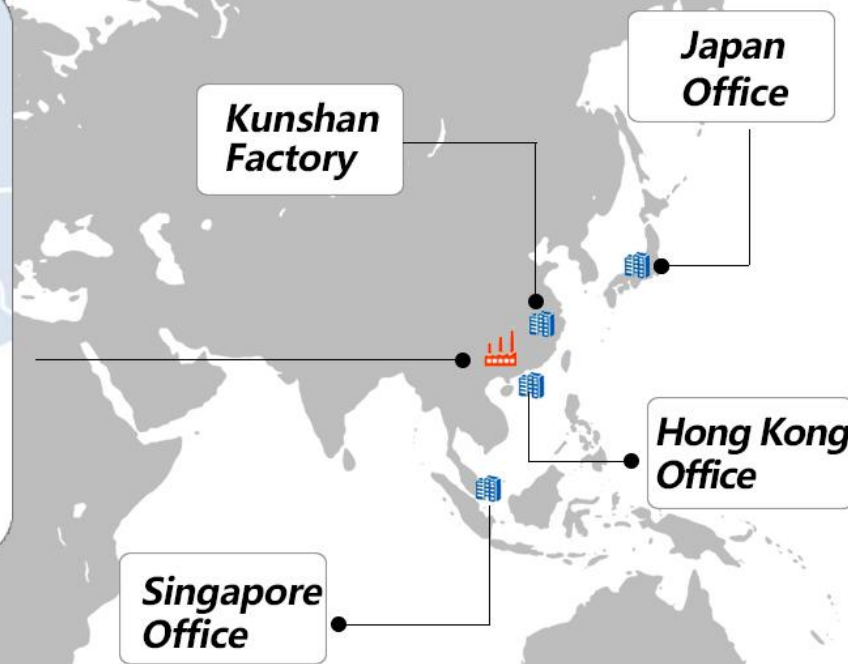 Japan
Office
Kunshan
Factory
Hong Kong
Office
Singapore
Office